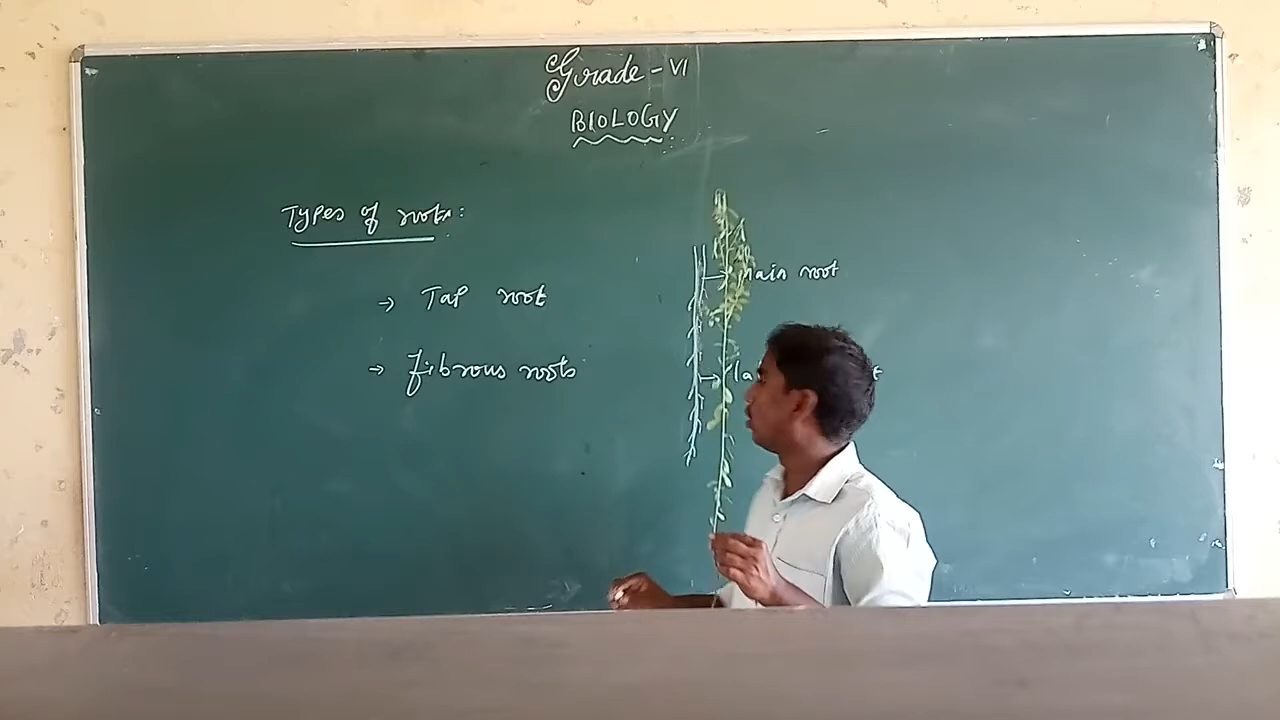 Grade - VI
BIOLOGY
Types of roots:
→ Tap root
→ fibrous roots
→ main root
→